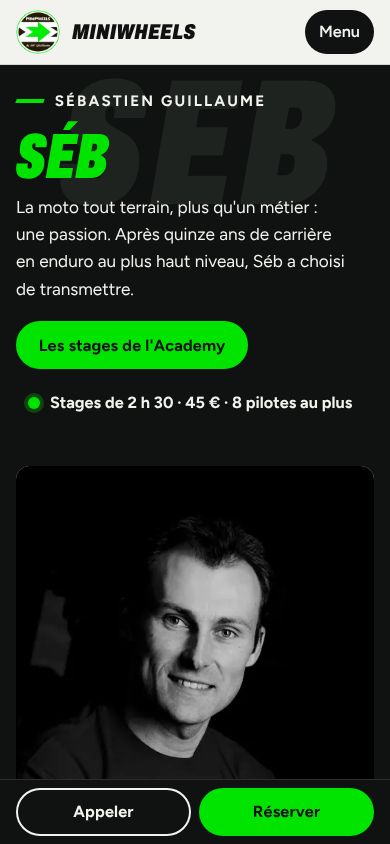 MINIWHEELS
MINIWHEELS
Menu
SÉB
SÉBASTIEN GUILLAUME
SÉB
La moto tout terrain, plus qu'un métier :
une passion. Après quinze ans de carrière
en enduro au plus haut niveau, Séb a choisi
de transmettre.
Les stages de l'Academy
Stages de 2 h 30 · 45 € · 8 pilotes au plus
Appeler
Réserver